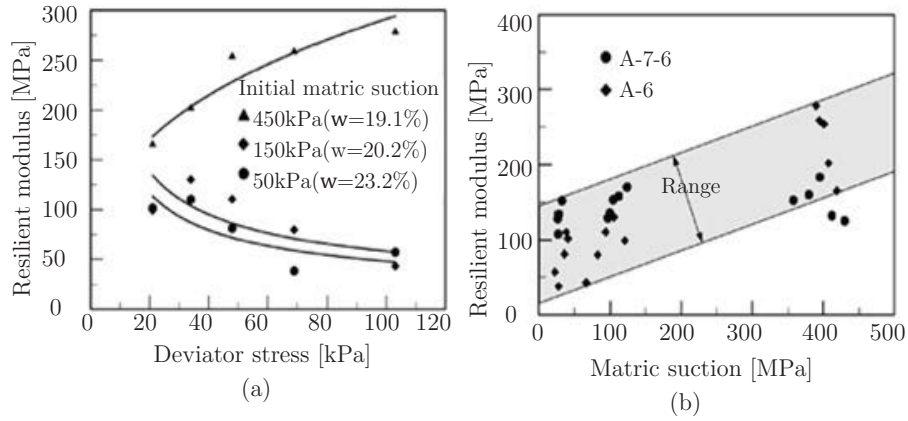 (a)
300
250
200
150
100
50
0
Resilient modulus [MPa]
Initial matric suction
450kPa(w=19.1%)
150kPa(w=20.2%)
50kPa(w=23.2%)
0 20 40 60 80 100 120
Deviator stress [kPa]
(a)
400
300
200
100
0
Resilient modulus [MPa]
A-7-6
A-6
Range
0 100 200 300 400 500
Matric suction [MPa]
(b)